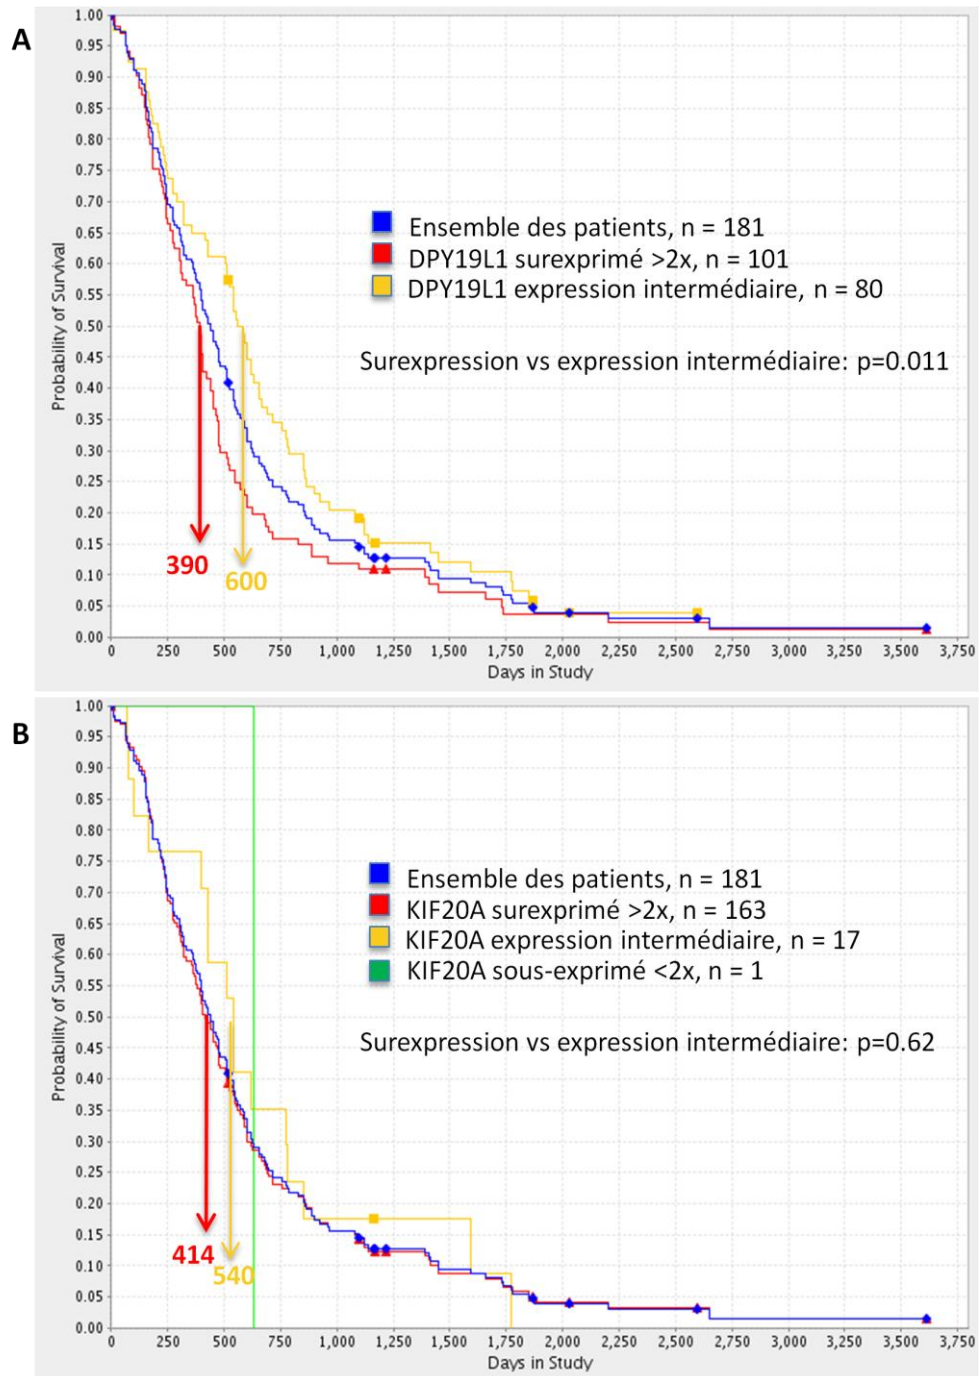 A
1.00
0.95
0.90
0.85
0.80
0.75
0.70
0.65
0.60
0.55
0.50
0.45
0.40
0.35
0.30
0.25
0.20
0.15
0.10
0.05
0.00
Probability of Survival
Ensemble des patients, n = 181
DPY19L1 surexprimé >2x, n = 101
DPY19L1 expression intermédiaire, n = 80
Surexpression vs expression intermédiaire: p=0.011
390
600
0 250 500 750 1,000 1,250 1,500 1,750 2,000 2,250 2,500 2,750 3,000 3,250 3,500 3,750
Days in Study
B
1.00
0.95
0.90
0.85
0.80
0.75
0.70
0.65
0.60
0.55
0.50
0.45
0.40
0.35
0.30
0.25
0.20
0.15
0.10
0.05
0.00
Probability of Survival
Ensemble des patients, n = 181
KIF20A surexprimé >2x, n = 163
KIF20A expression intermédiaire, n = 17
KIF20A sous-exprimé <2x, n = 1
Surexpression vs expression intermédiaire: p=0.62
414
540
0 250 500 750 1,000 1,250 1,500 1,750 2,000 2,250 2,500 2,750 3,000 3,250 3,500 3,750
Days in Study